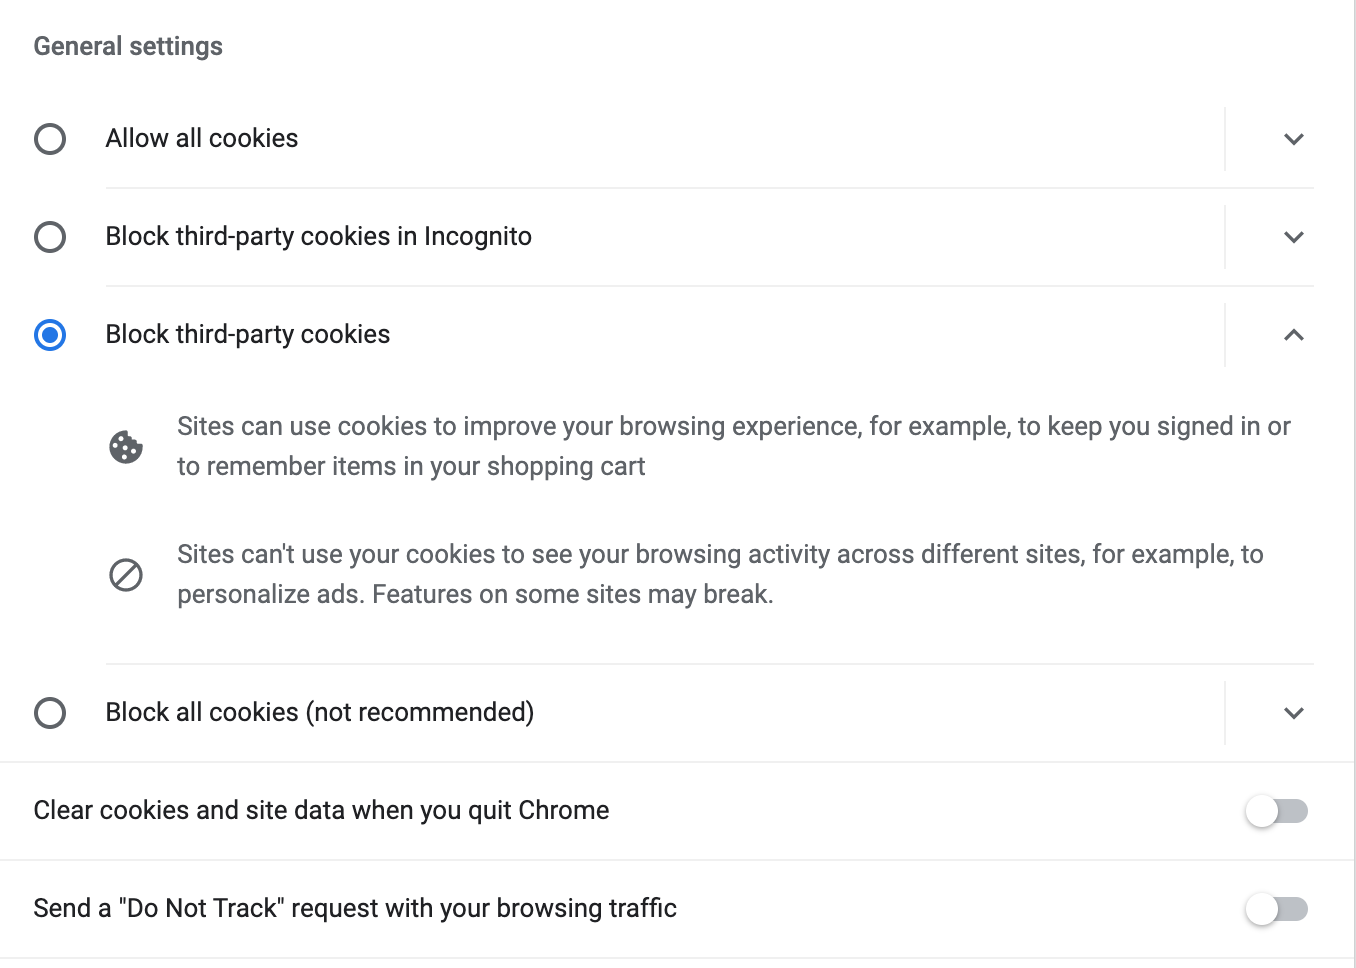 General settings
Allow all cookies
Block third-party cookies in Incognito
Block third-party cookies
Sites can use cookies to improve your browsing experience, for example, to keep you signed in or
to remember items in your shopping cart
Sites can't use your cookies to see your browsing activity across different sites, for example, to
personalize ads. Features on some sites may break.
Block all cookies (not recommended)
Clear cookies and site data when you quit Chrome
Send a "Do Not Track" request with your browsing traffic